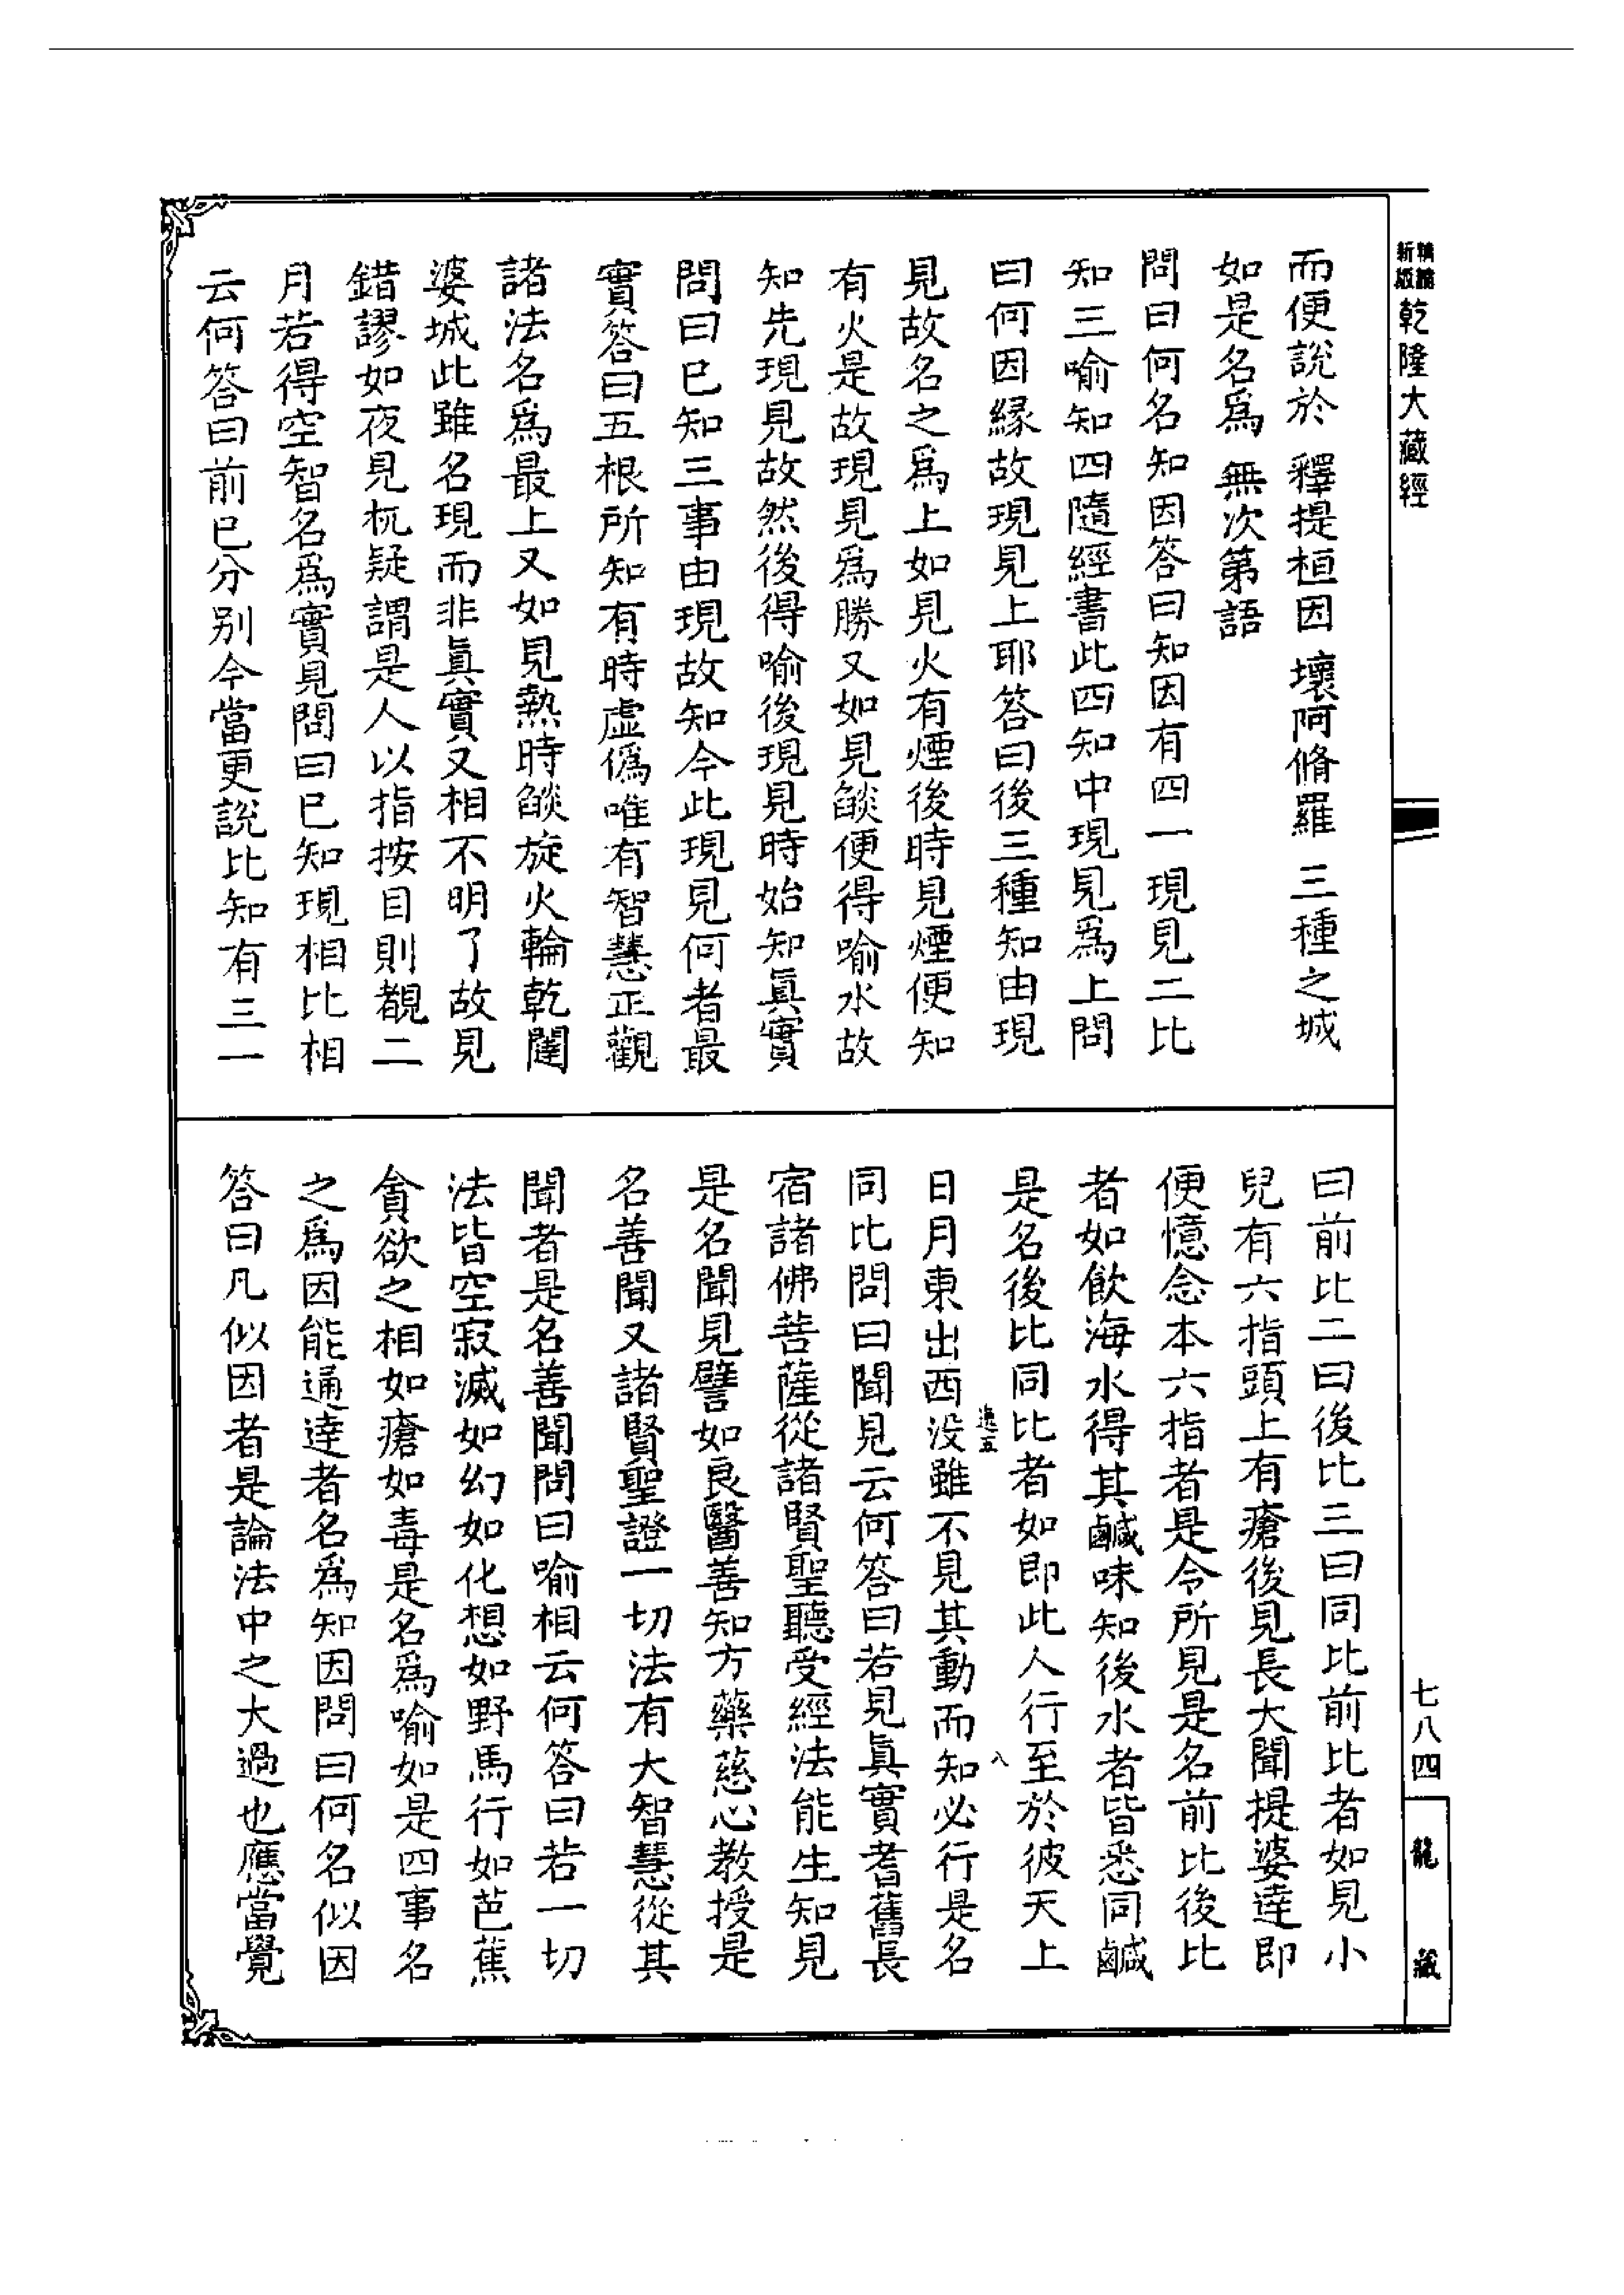 新版精縮乾隆大藏經
而便說於　釋提桓因　壞阿脩羅　三種之城
如是名爲　無次第語
問曰何名知因答曰知因有四一現見二比
知三喻知四隨經書此四知中現見爲上問
曰何因緣故現見上耶答曰後三種知由現
見故名之爲上如見火有煙後時見煙便知
有火是故現見爲勝又如見燄便得喻水故
知先現見故然後得喻後現見時始知眞實
問曰已知三事由現故知今此現見何者最
實答曰五根所知有時虛僞唯有智慧正觀
諸法名爲最上又如見熱時燄旋火輪乾闥
婆城此雖名現而非眞實又相不明了故見
錯謬如夜見杌疑謂是人以指按目則覩二
月若得空智名爲實見問曰已知現相比相
云何答曰前已分別今當更說比知有三一
曰前比二曰後比三曰同比前比者如見小
兒有六指頭上有瘡後見長大聞提婆達即
便憶念本六指者是今所見是名前比後比
者如飲海水得其鹹味知後水者皆悉同鹹
是名後比同比者如即此人行至於彼天上
日月東出西没雖不見其動而知必行是名
同比問曰聞見云何答曰若見眞實耆舊長
宿諸佛菩薩從諸賢聖聽受經法能生知見
是名聞見譬如良醫善知方藥慈心教授是
名善聞又諸賢聖證一切法有大智慧從其
聞者是名善聞問曰喻相云何答曰若一切
法皆空寂滅如幻如化想如野馬行如芭蕉
貪欲之相如瘡如毒是名爲喻如是四事名
之爲因能通達者名爲知因問曰何名似因
答曰凡似因者是論法中之大過也應當覺
五
八
七八四
龍藏